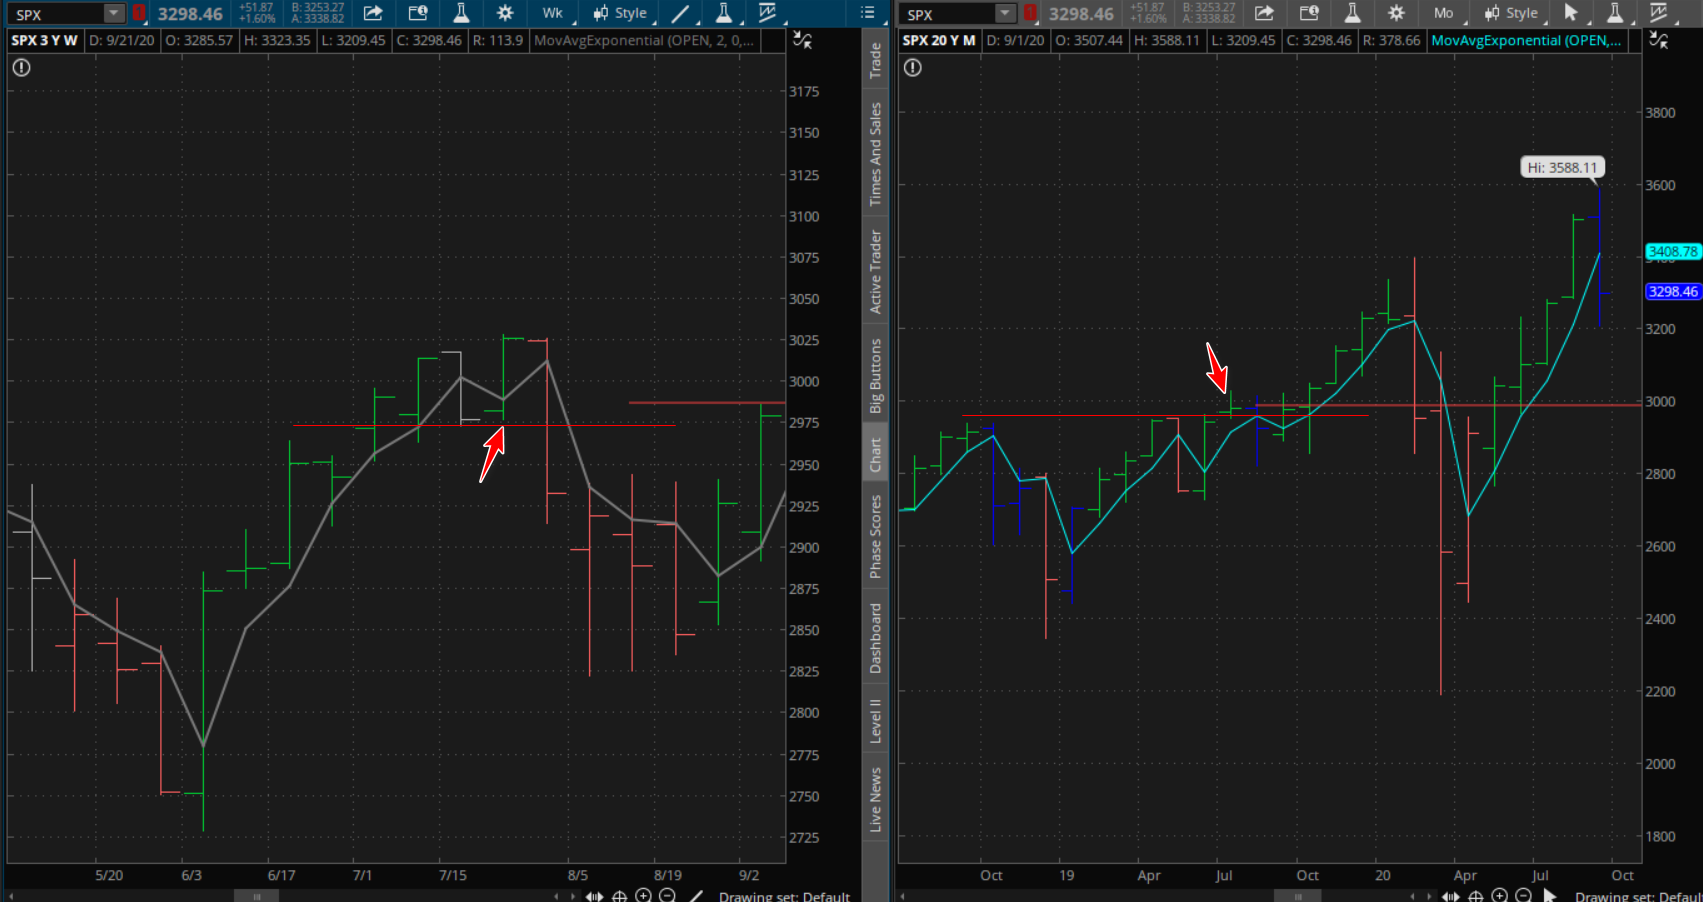 SPX 1 3298.46 +51.87 +1.60% B: 3253.27 A: 3338.82 Wk Style
SPX 3 Y W D: 9/21/20 O: 3285.57 H: 3323.35 L: 3209.45 C: 3298.46 R: 113.9 MovAvgExponential (OPEN, 2, 0,...
3175
3150
3125
3100
3075
3050
3025
3000
2975
2950
2925
2900
2875
2850
2825
2800
2775
2750
2725
5/20 6/3 6/17 7/1 7/15 8/5 8/19 9/2
Drawing set: Default
Trade
Times And Sales
Active Trader
Big Buttons
Chart
Phase Scores
Dashboard
Level II
Live News
SPX 1 3298.46 +51.87 +1.60% B: 3253.27 A: 3338.82 Mo Style
SPX 20 Y M D: 9/1/20 O: 3507.44 H: 3588.11 L: 3209.45 C: 3298.46 R: 378.66 MovAvgExponential (OPEN,...
Hi: 3588.11
3800
3600
3408.78
3400
3298.46
3200
3000
2800
2600
2400
2200
2000
1800
Oct 19 Apr Jul Oct 20 Apr Jul Oct
Drawing set: Defau